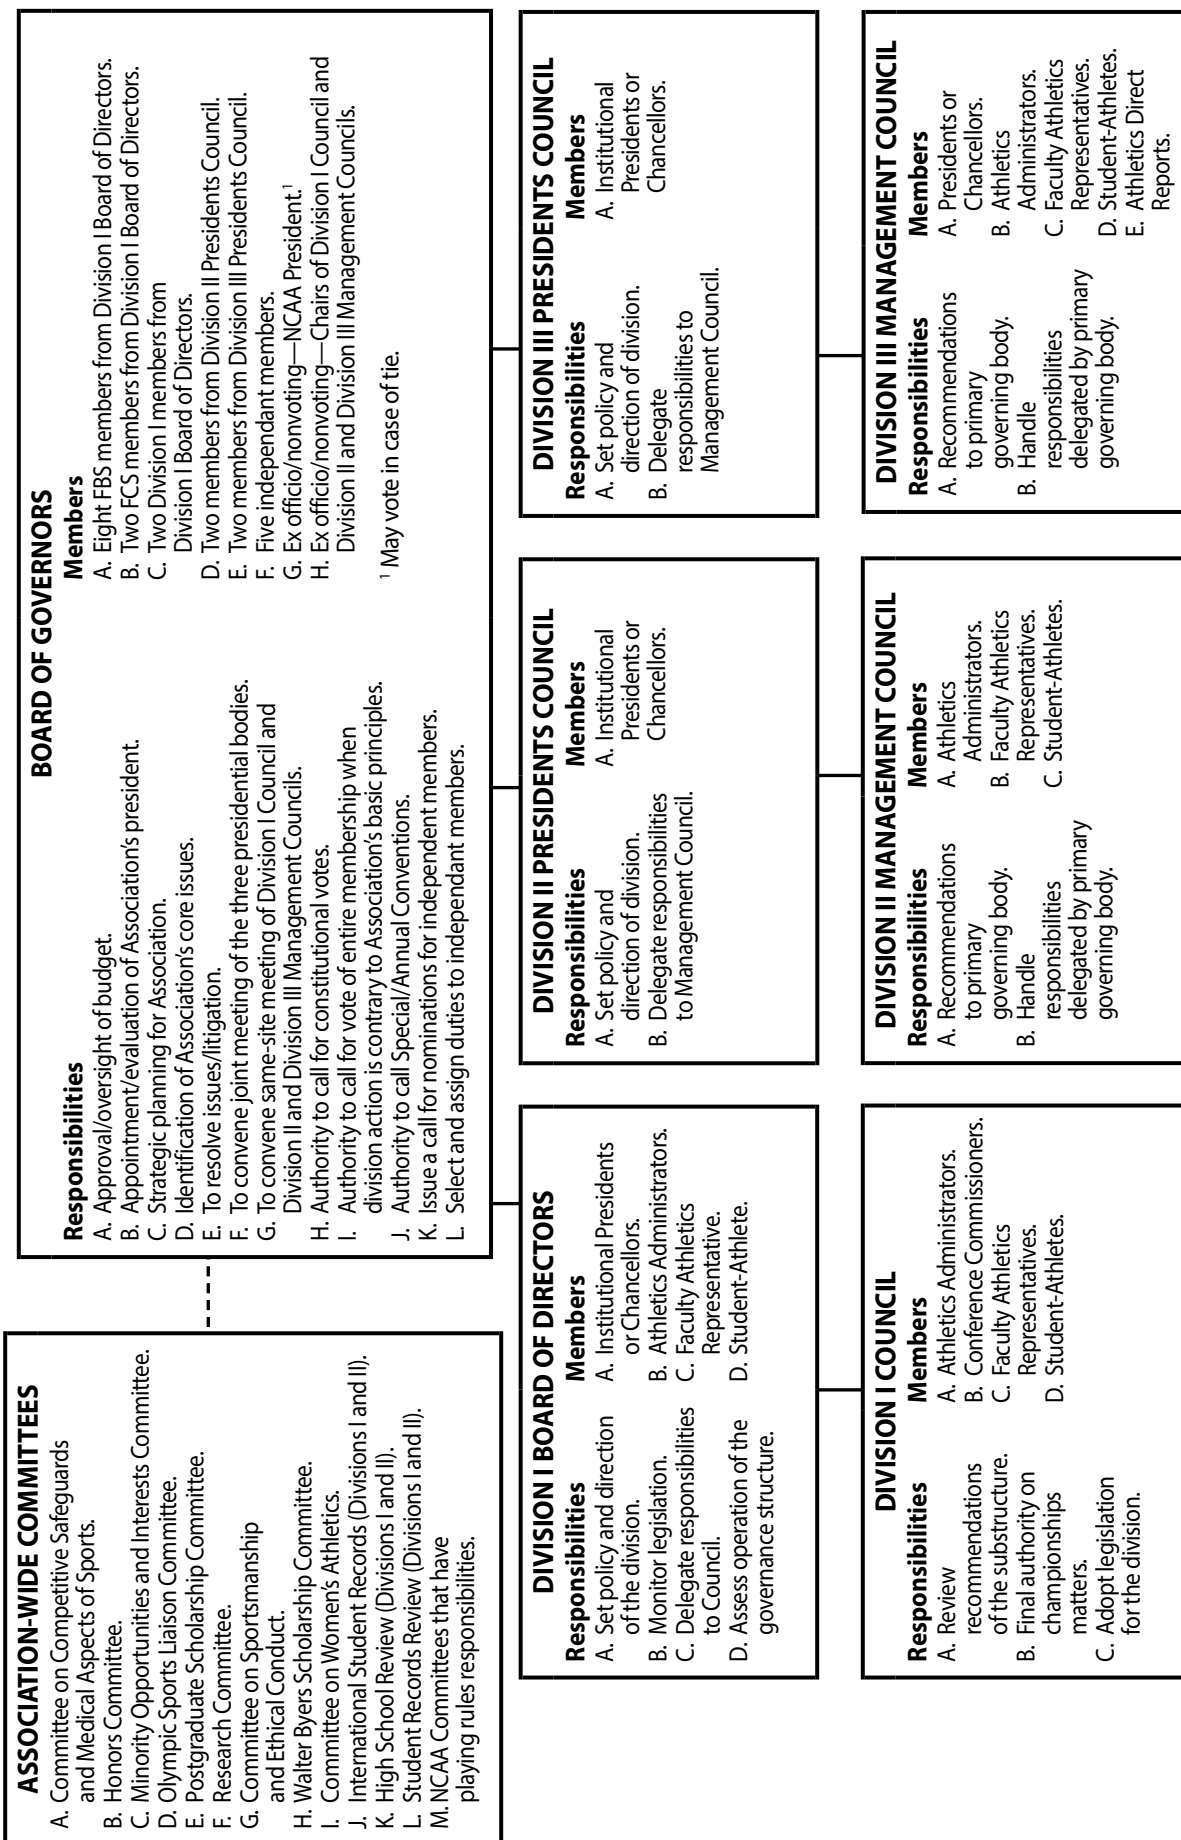 ASSOCIATION-WIDE COMMITTEES
A. Committee on Competitive Safeguards
and Medical Aspects of Sports.
B. Honors Committee.
C. Minority Opportunities and Interests Committee.
D. Olympic Sports Liaison Committee.
E. Postgraduate Scholarship Committee.
F. Research Committee.
G. Committee on Sportsmanship
and Ethical Conduct.
H. Walter Byers Scholarship Committee.
I. Committee on Women's Athletics.
J. International Student Records (Divisions I and II).
K. High School Review (Divisions I and II).
L. Student Records Review (Divisions I and II).
M. NCAA Committees that have
playing rules responsibilities.
BOARD OF GOVERNORS
Responsibilities
A. Approval/oversight of budget.
B. Appointment/evaluation of Association's president.
C. Strategic planning for Association.
D. Identification of Association's core issues.
E. To resolve issues/litigation.
F. To convene joint meeting of the three presidential bodies.
G. To convene same-site meeting of Division I Council and
Division II and Division III Management Councils.
H. Authority to call for constitutional votes.
I. Authority to call for vote of entire membership when
division action is contrary to Association's basic principles.
J. Authority to call Special/Annual Conventions.
K. Issue a call for nominations for independent members.
L. Select and assign duties to independant members.
Members
A. Eight FBS members from Division I Board of Directors.
B. Two FCS members from Division I Board of Directors.
C. Two Division I members from
Division I Board of Directors.
D. Two members from Division II Presidents Council.
E. Two members from Division III Presidents Council.
F. Five independant members.
G. Ex officio/nonvoting—NCAA President.¹
H. Ex officio/nonvoting—Chairs of Division I Council and
Division II and Division III Management Councils.
¹ May vote in case of tie.
DIVISION I BOARD OF DIRECTORS
Responsibilities
A. Set policy and direction
of the division.
B. Monitor legislation.
C. Delegate responsibilities
to Council.
D. Assess operation of the
governance structure.
Members
A. Institutional Presidents
or Chancellors.
B. Athletics Administrators.
C. Faculty Athletics
Representative.
D. Student-Athlete.
DIVISION II PRESIDENTS COUNCIL
Responsibilities
A. Set policy and
direction of division.
B. Delegate responsibilities
to Management Council.
Members
A. Institutional
Presidents or
Chancellors.
DIVISION III PRESIDENTS COUNCIL
Responsibilities
A. Set policy and
direction of division.
B. Delegate
responsibilities to
Management Council.
Members
A. Institutional
Presidents or
Chancellors.
DIVISION I COUNCIL
Responsibilities
A. Review
recommendations
of the substructure.
B. Final authority on
championships
matters.
C. Adopt legislation
for the division.
Members
A. Athletics Administrators.
B. Conference Commissioners.
C. Faculty Athletics
Representatives.
D. Student-Athletes.
DIVISION II MANAGEMENT COUNCIL
Responsibilities
A. Recommendations
to primary
governing body.
B. Handle
responsibilities
delegated by primary
governing body.
Members
A. Athletics
Administrators.
B. Faculty Athletics
Representatives.
C. Student-Athletes.
DIVISION III MANAGEMENT COUNCIL
Responsibilities
A. Recommendations
to primary
governing body.
B. Handle
responsibilities
delegated by primary
governing body.
Members
A. Presidents or
Chancellors.
B. Athletics
Administrators.
C. Faculty Athletics
Representatives.
D. Student-Athletes.
E. Athletics Direct
Reports.